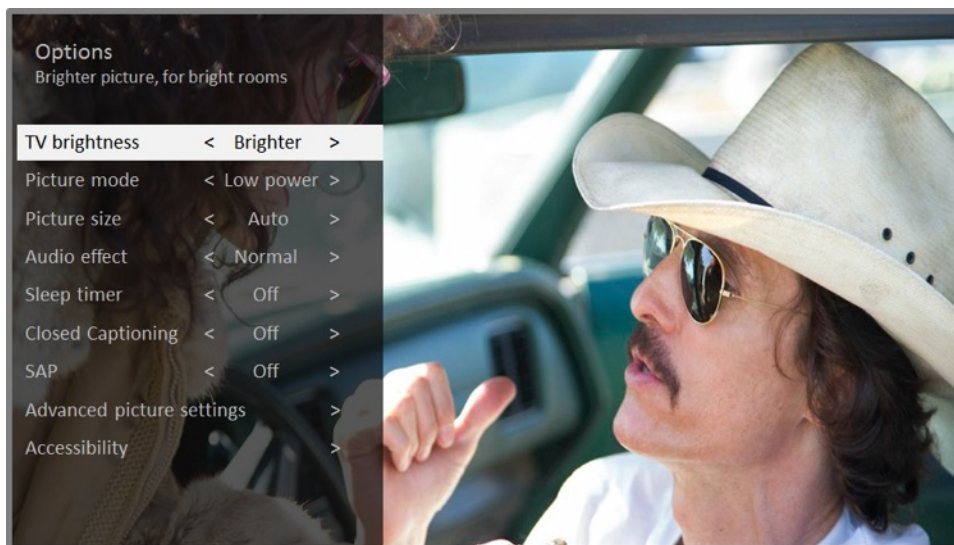 Options
Brighter picture, for bright rooms
TV brightness < Brighter >
Picture mode < Low power >
Picture size < Auto >
Audio effect < Normal >
Sleep timer < Off >
Closed Captioning < Off >
SAP < Off >
Advanced picture settings >
Accessibility >